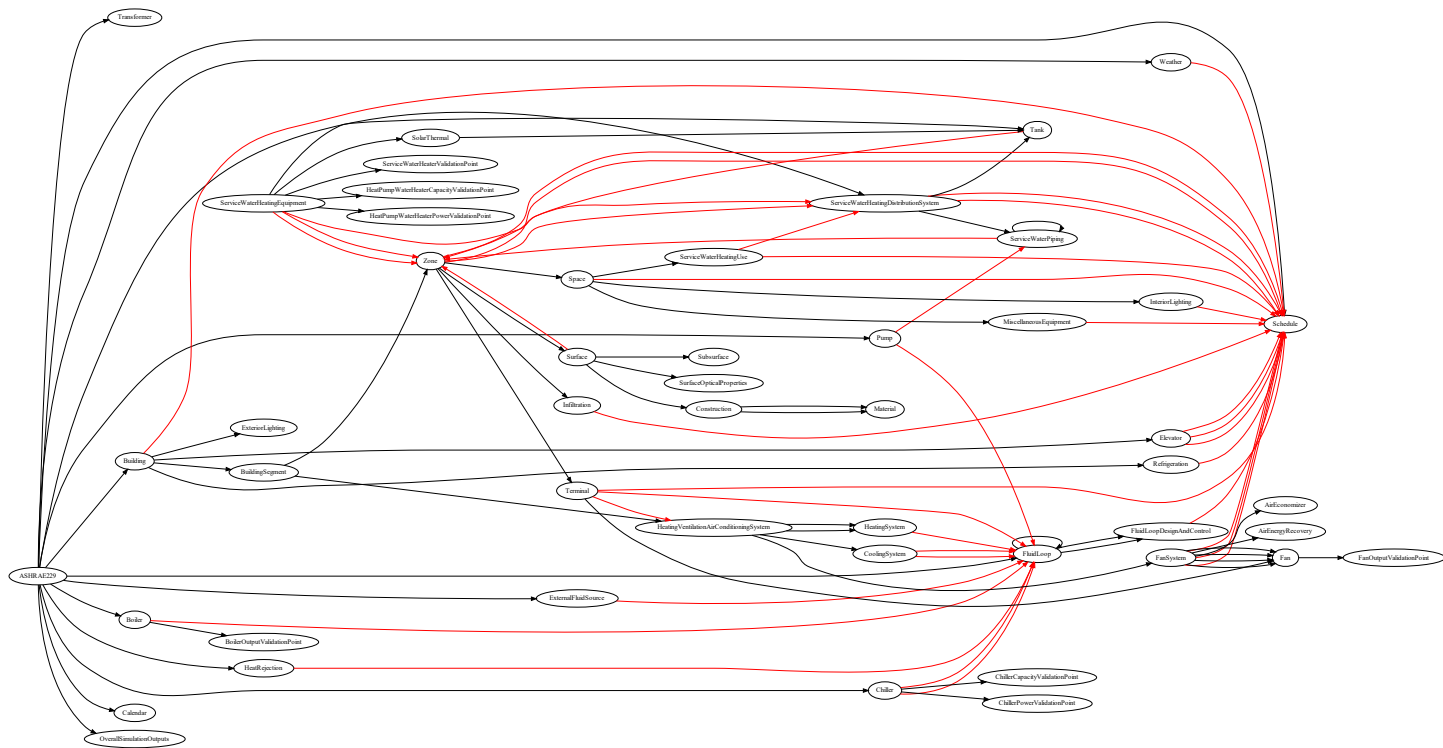 Transformer
Weather
SolarThermal
Tank
ServiceWaterHeaterValidationPoint
HeatPumpWaterHeaterCapacityValidationPoint
ServiceWaterHeatingEquipment
ServiceWaterHeatingDistributionSystem
HeatPumpWaterHeaterPowerValidationPoint
ServiceWaterPiping
Zone
ServiceWaterHeatingUse
Space
InteriorLighting
MiscellaneousEquipment
Schedule
Pump
Surface
Subsurface
SurfaceOpticalProperties
Infiltration
Construction
Material
ExteriorLighting
Elevator
Building
BuildingSegment
Refrigeration
Terminal
AirEconomizer
HeatingVentilationAirConditioningSystem
HeatingSystem
FluidLoopDesignAndControl
AirEnergyRecovery
CoolingSystem
FluidLoop
FanSystem
Fan
FanOutputValidationPoint
ASHRAE229
ExternalFluidSource
Boiler
BoilerOutputValidationPoint
HeatRejection
ChillerCapacityValidationPoint
Chiller
ChillerPowerValidationPoint
Calendar
OverallSimulationOutputs